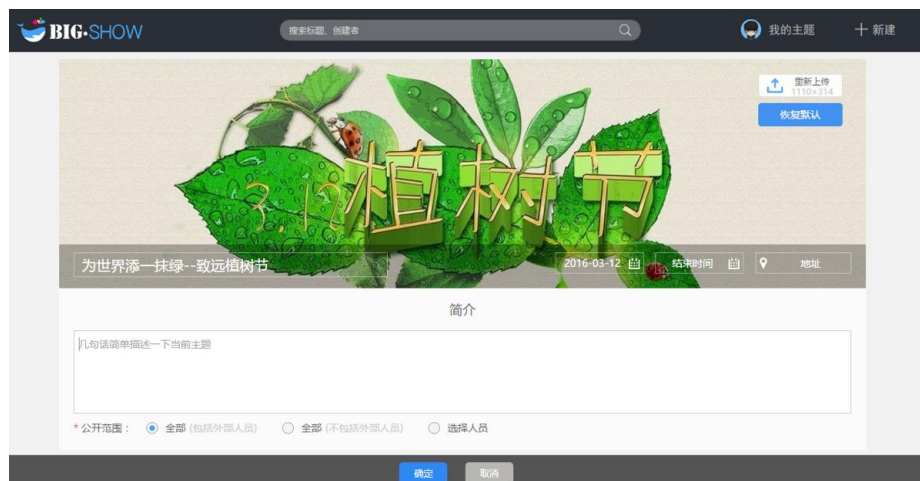 BIG·SHOW
搜索标题、创建者
我的主题
新建
重新上传
1110×314
恢复默认
3.12植树节
为世界添一抹绿--致远植树节
2016-03-12
结束时间
地址
简介
几句话简单描述一下当前主题
* 公开范围： 全部 (包括外部人员) 全部 (不包括外部人员) 选择人员
确定 取消